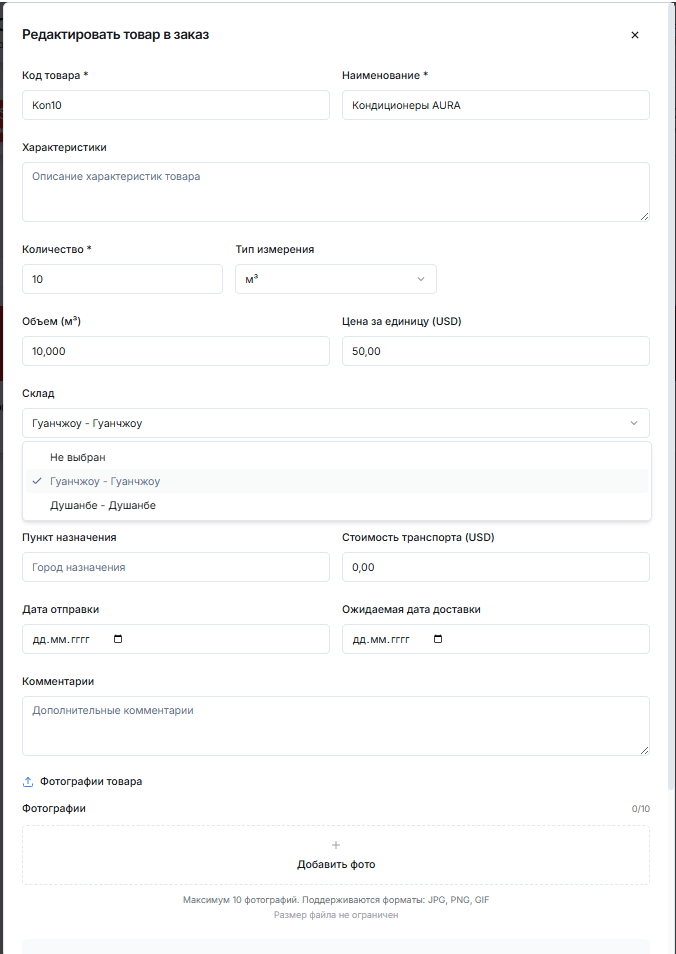 Редактировать товар в заказ
Код товара *
Наименование *
Kon10
Кондиционеры AURA
Характеристики
Описание характеристик товара
Количество *
Тип измерения
10
м³
Объем (м³)
Цена за единицу (USD)
10,000
50,00
Склад
Гуанчжоу - Гуанчжоу
Не выбран
Гуанчжоу - Гуанчжоу
Душанбе - Душанбе
Пункт назначения
Стоимость транспорта (USD)
Город назначения
0,00
Дата отправки
Ожидаемая дата доставки
дд.мм.гггг
дд.мм.гггг
Комментарии
Дополнительные комментарии
Фотографии товара
Фотографии
0/10
Добавить фото
Максимум 10 фотографий. Поддерживаются форматы: JPG, PNG, GIF
Размер файла не ограничен